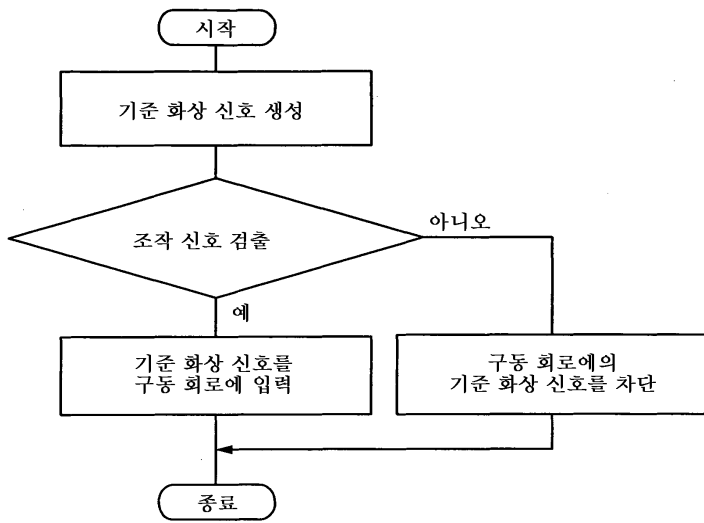 시작
기준 화상 신호 생성
조작 신호 검출
아니오
예
기준 화상 신호를
구동 회로에 입력
구동 회로에의
기준 화상 신호를 차단
종료